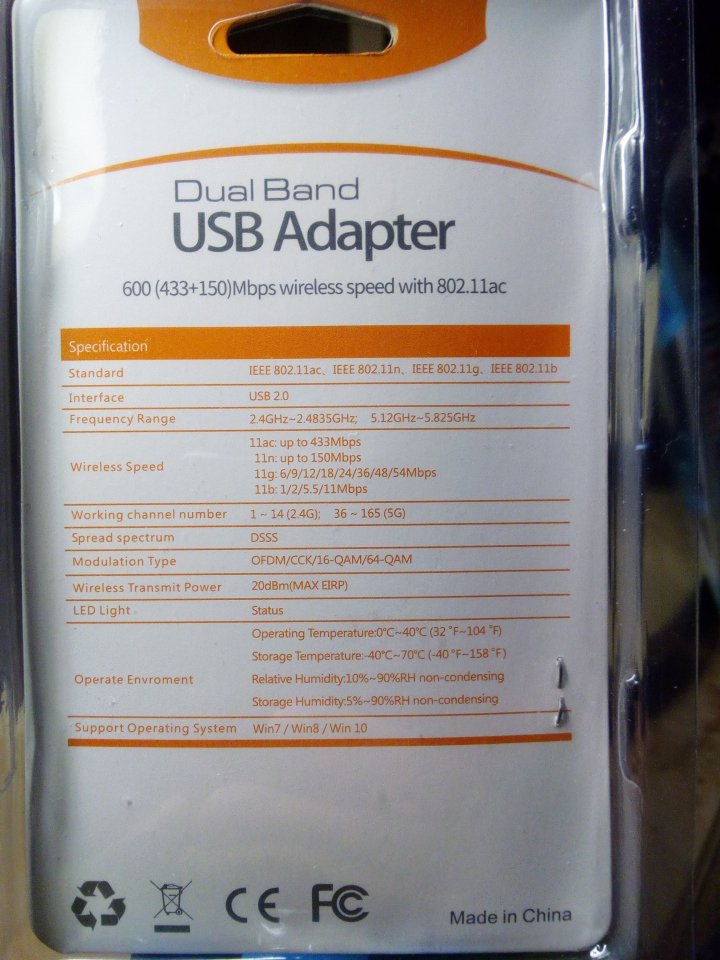 Dual Band
USB Adapter
600 (433+150)Mbps wireless speed with 802.11ac
Specification
Standard IEEE 802.11ac、IEEE 802.11n、IEEE 802.11g、IEEE 802.11b
Interface USB 2.0
Frequency Range 2.4GHz~2.4835GHz; 5.12GHz~5.825GHz
Wireless Speed 11ac: up to 433Mbps
11n: up to 150Mbps
11g: 6/9/12/18/24/36/48/54Mbps
11b: 1/2/5.5/11Mbps
Working channel number 1 ~ 14 (2.4G); 36 ~ 165 (5G)
Spread spectrum DSSS
Modulation Type OFDM/CCK/16-QAM/64-QAM
Wireless Transmit Power 20dBm(MAX EIRP)
LED Light Status
Operate Enviroment Operating Temperature:0°C~40°C (32 °F~104 °F)
Storage Temperature:-40°C~70°C (-40 °F~158 °F)
Relative Humidity:10%~90%RH non-condensing
Storage Humidity:5%~90%RH non-condensing
Support Operating System Win7 / Win8 / Win 10
CE FC
Made in China